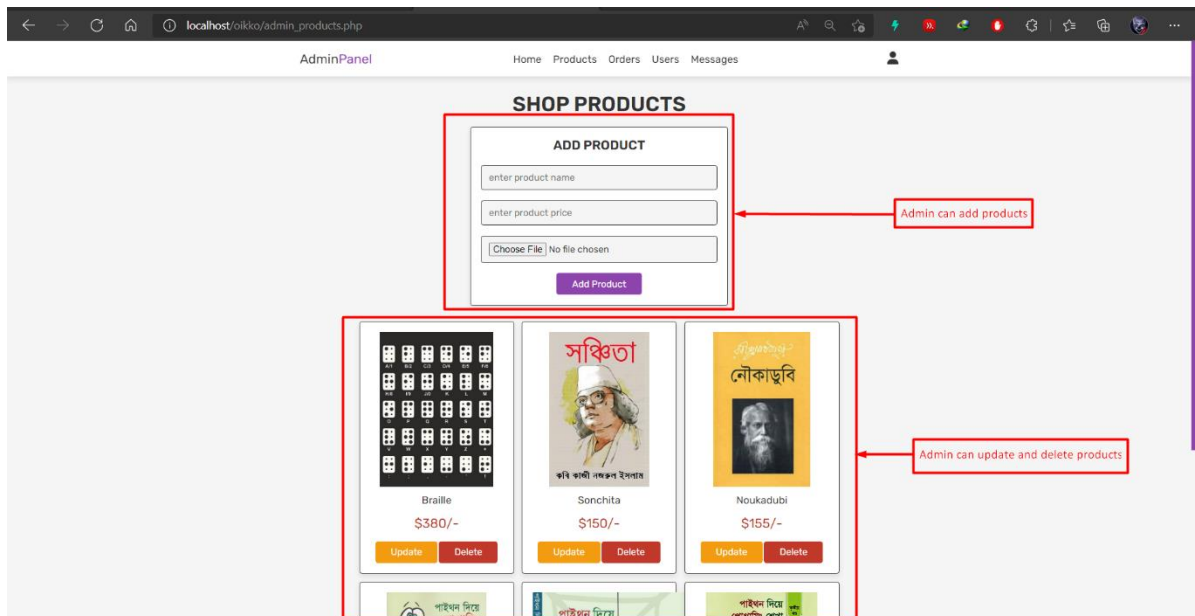 localhost/oikko/admin_products.php
AdminPanel
Home Products Orders Users Messages
SHOP PRODUCTS
ADD PRODUCT
enter product name
enter product price
Choose File No file chosen
Add Product
Admin can add products
সঞ্চিতা
কবি কাজী নজরুল ইসলাম
নৌকাডুবি
Braille
$380/-
Update Delete
Sonchita
$150/-
Update Delete
Noukadubi
$155/-
Update Delete
Admin can update and delete products
পাইথন দিয়ে
পাইথন দিয়ে
পাইথন দিয়ে